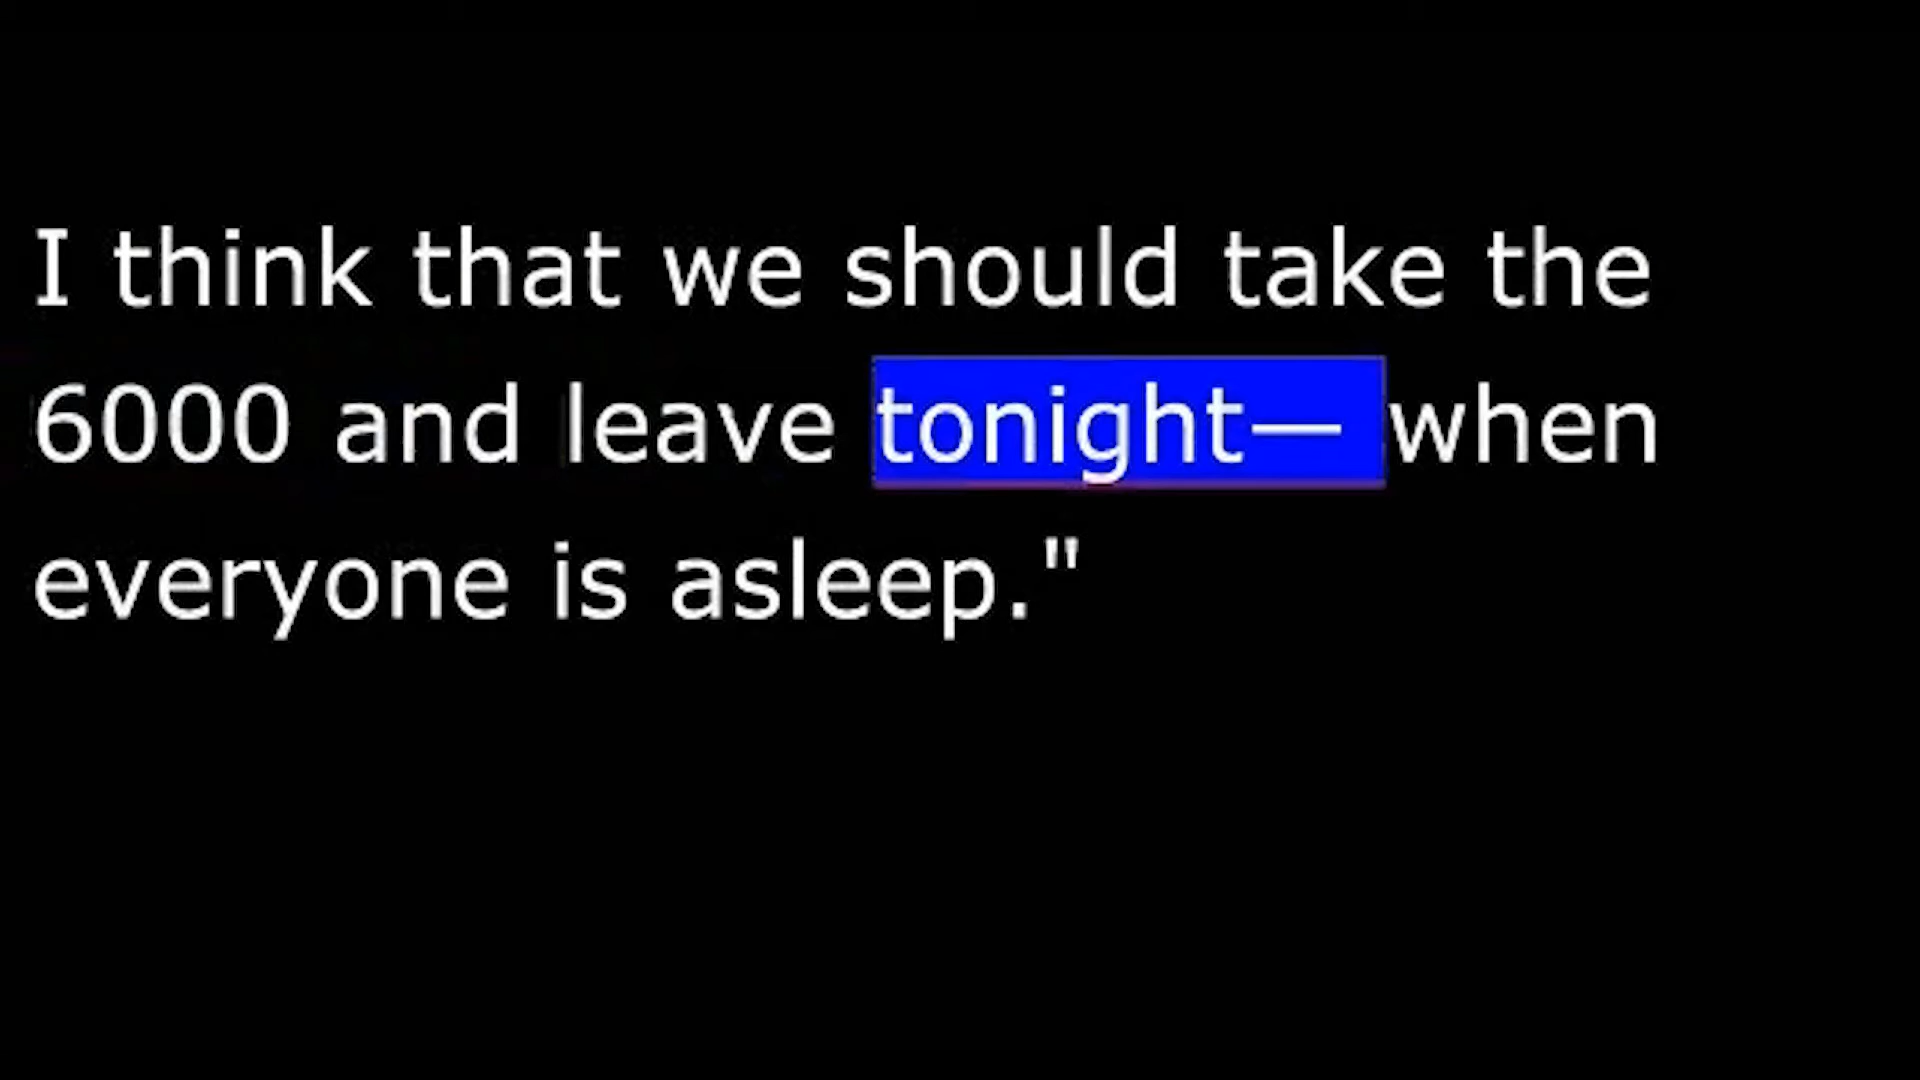 I think that we should take the
6000 and leave tonight— when
everyone is asleep."